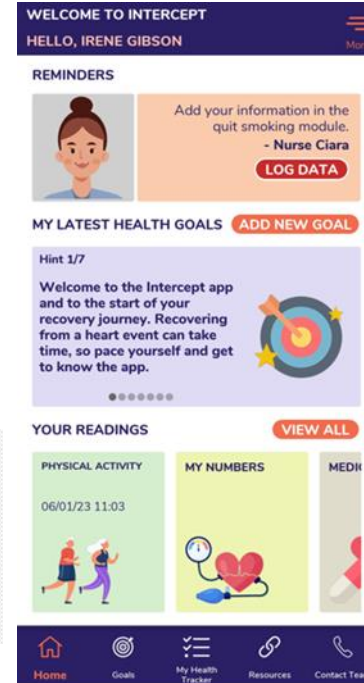 WELCOME TO INTERCEPT
HELLO, IRENE GIBSON
REMINDERS
Add your information in the
quit smoking module.
- Nurse Ciara
LOG DATA
MY LATEST HEALTH GOALS
ADD NEW GOAL
Hint 1/7
Welcome to the Intercept app
and to the start of your
recovery journey. Recovering
from a heart event can take
time, so pace yourself and get
to know the app.
YOUR READINGS
VIEW ALL
PHYSICAL ACTIVITY
06/01/23 11:03
MY NUMBERS
Home
Goals
My Health
Tracker
Resources
Contact